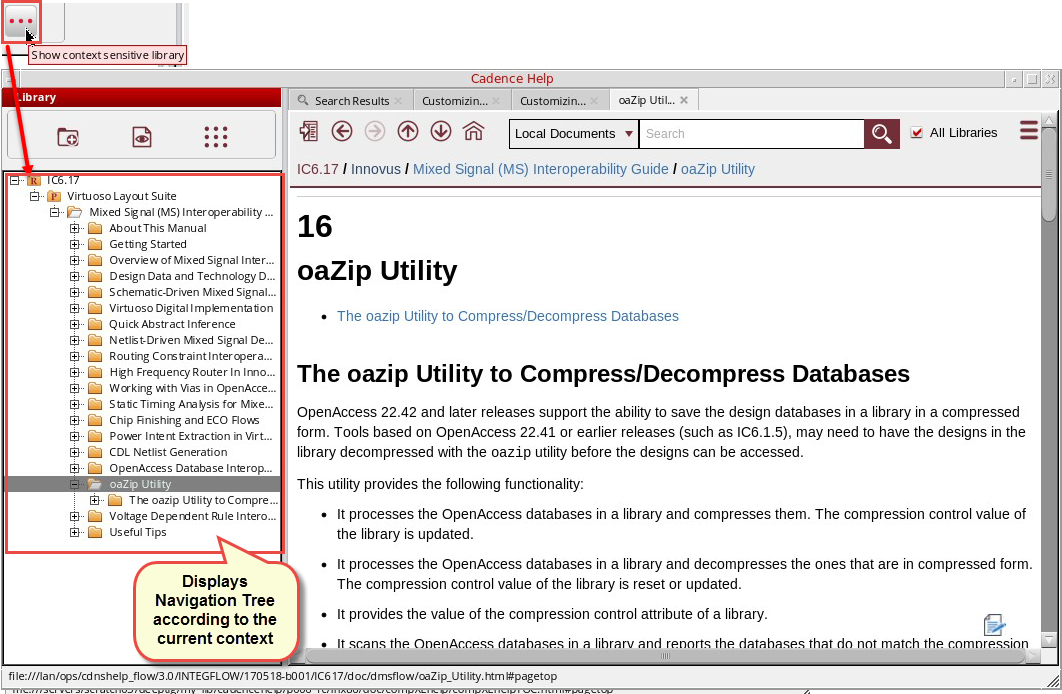 Show context sensitive library
Cadence Help
Library
Search Results
Customizin...
Customizin...
oaZip Util...
Local Documents
Search
All Libraries
IC6.17 / Innovus / Mixed Signal (MS) Interoperability Guide / oaZip Utility
R IC6.17
P Virtuoso Layout Suite
Mixed Signal (MS) Interoperability ...
About This Manual
Getting Started
Overview of Mixed Signal Inter...
Design Data and Technology D...
Schematic-Driven Mixed Signal...
Virtuoso Digital Implementation
Quick Abstract Inference
Netlist-Driven Mixed Signal De...
Routing Constraint Interopera...
High Frequency Router In Inno...
Working with Vias in OpenAcce...
Static Timing Analysis for Mixe...
Chip Finishing and ECO Flows
Power Intent Extraction in Virt...
CDL Netlist Generation
OpenAccess Database Interop...
oaZip Utility
The oazip Utility to Compre...
Voltage Dependent Rule Intero...
Useful Tips
Displays
Navigation Tree
according to the
current context
16
oaZip Utility
• The oazip Utility to Compress/Decompress Databases
The oazip Utility to Compress/Decompress Databases
OpenAccess 22.42 and later releases support the ability to save the design databases in a library in a compressed
form. Tools based on OpenAccess 22.41 or earlier releases (such as IC6.1.5), may need to have the designs in the
library decompressed with the oazip utility before the designs can be accessed.
This utility provides the following functionality:
• It processes the OpenAccess databases in a library and compresses them. The compression control value of
the library is updated.
• It processes the OpenAccess databases in a library and decompresses the ones that are in compressed form.
The compression control value of the library is reset or updated.
• It provides the value of the compression control attribute of a library.
• It scans the OpenAccess databases in a library and reports the databases that do not match the compression
file:///lan/ops/cdnshelp_flow/3.0/INTEGFLOW/170518-b001/IC617/doc/dmsflow/oaZip_Utility.html#pagetop